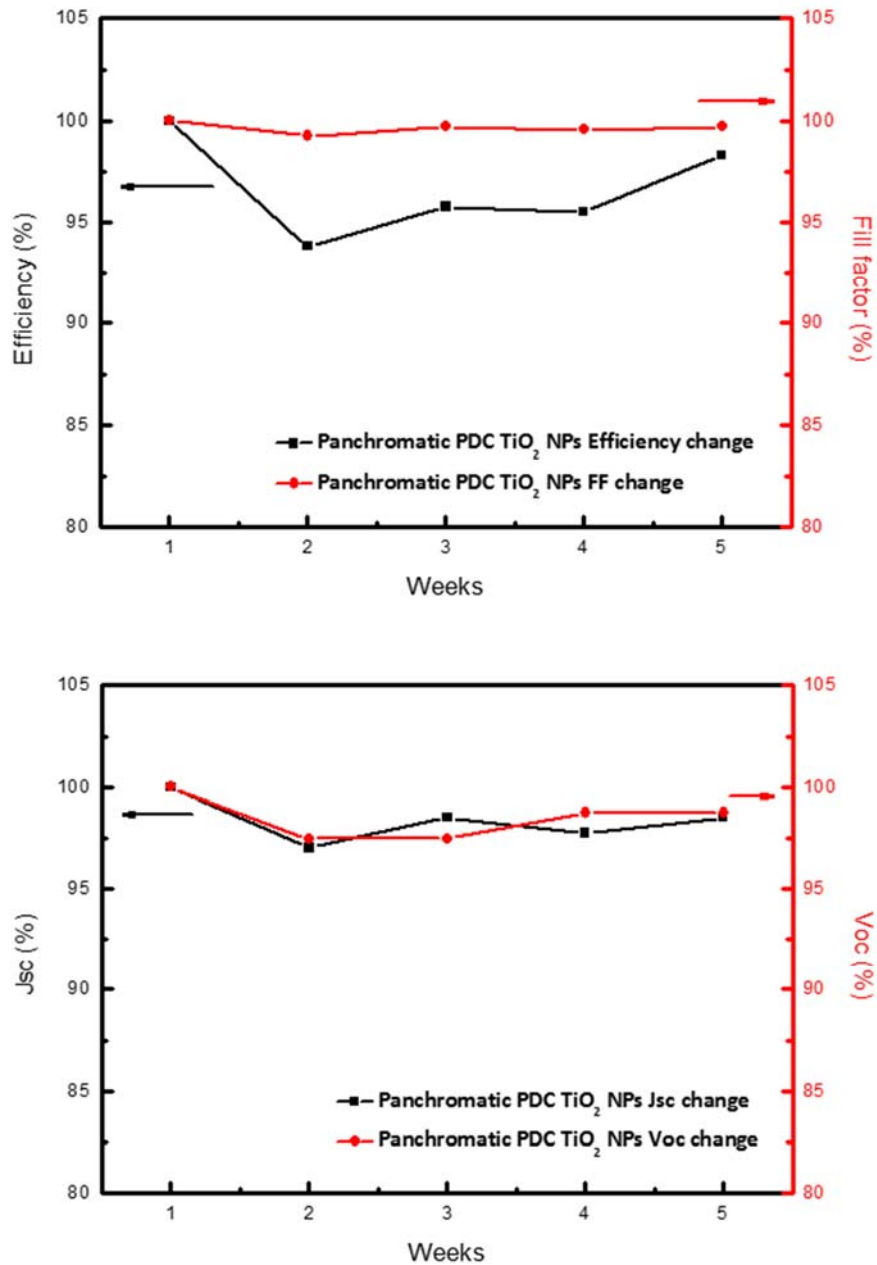 105
100
95
90
85
80
Efficiency (%)
105
100
95
90
85
80
Fill factor (%)
Panchromatic PDC TiO₂ NPs Efficiency change
Panchromatic PDC TiO₂ NPs FF change
1 2 3 4 5
Weeks
105
100
95
90
85
80
Jsc (%)
105
100
95
90
85
80
Voc (%)
Panchromatic PDC TiO₂ NPs Jsc change
Panchromatic PDC TiO₂ NPs Voc change
1 2 3 4 5
Weeks